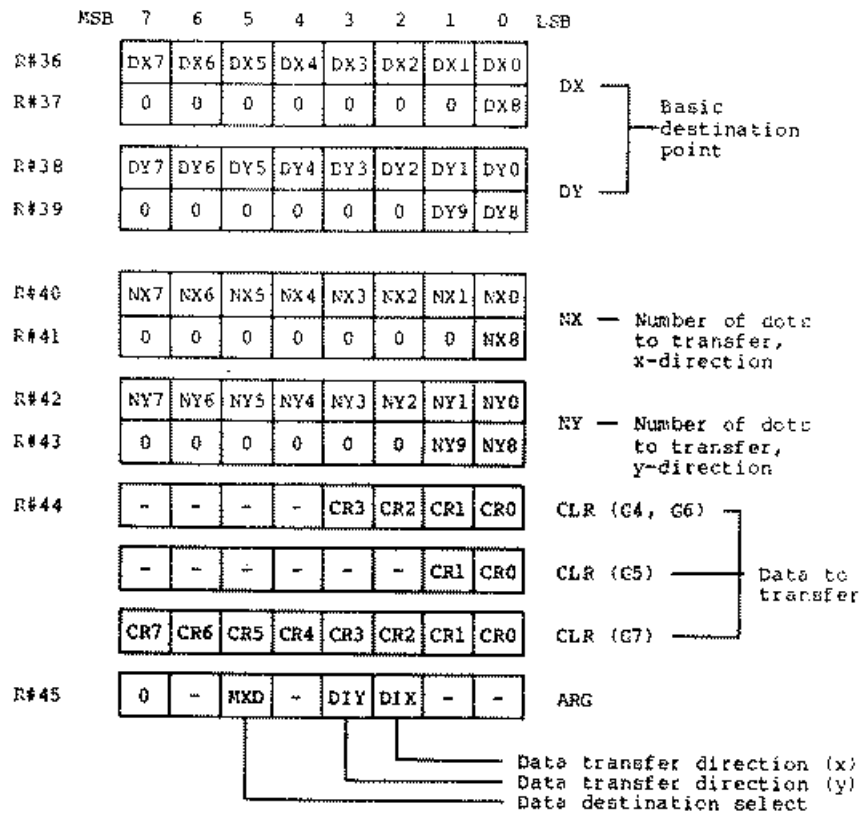 MSB 7 6 5 4 3 2 1 0 LSB
R#36 DX7 DX6 DX5 DX4 DX3 DX2 DX1 DX0
DX
R#37 0 0 0 0 0 0 0 DX8
Basic
destination
point
R#38 DY7 DY6 DY5 DY4 DY3 DY2 DY1 DY0
DY
R#39 0 0 0 0 0 0 DY9 DY8
R#40 NX7 NX6 NX5 NX4 NX3 NX2 NX1 NX0
R#41 0 0 0 0 0 0 0 NX8
NX — Number of dots
to transfer,
x-direction
R#42 NY7 NY6 NY5 NY4 NY3 NY2 NY1 NY0
R#43 0 0 0 0 0 0 NY9 NY8
NY — Number of dots
to transfer,
y-direction
R#44 - - - - CR3 CR2 CR1 CR0 CLR (G4, G6)
- - - - - - CR1 CR0 CLR (G5)
Data to
transfer
CR7 CR6 CR5 CR4 CR3 CR2 CR1 CR0 CLR (G7)
R#45 0 - MXD - DIY DIX - - ARG
Data transfer direction (x)
Data transfer direction (y)
Data destination select